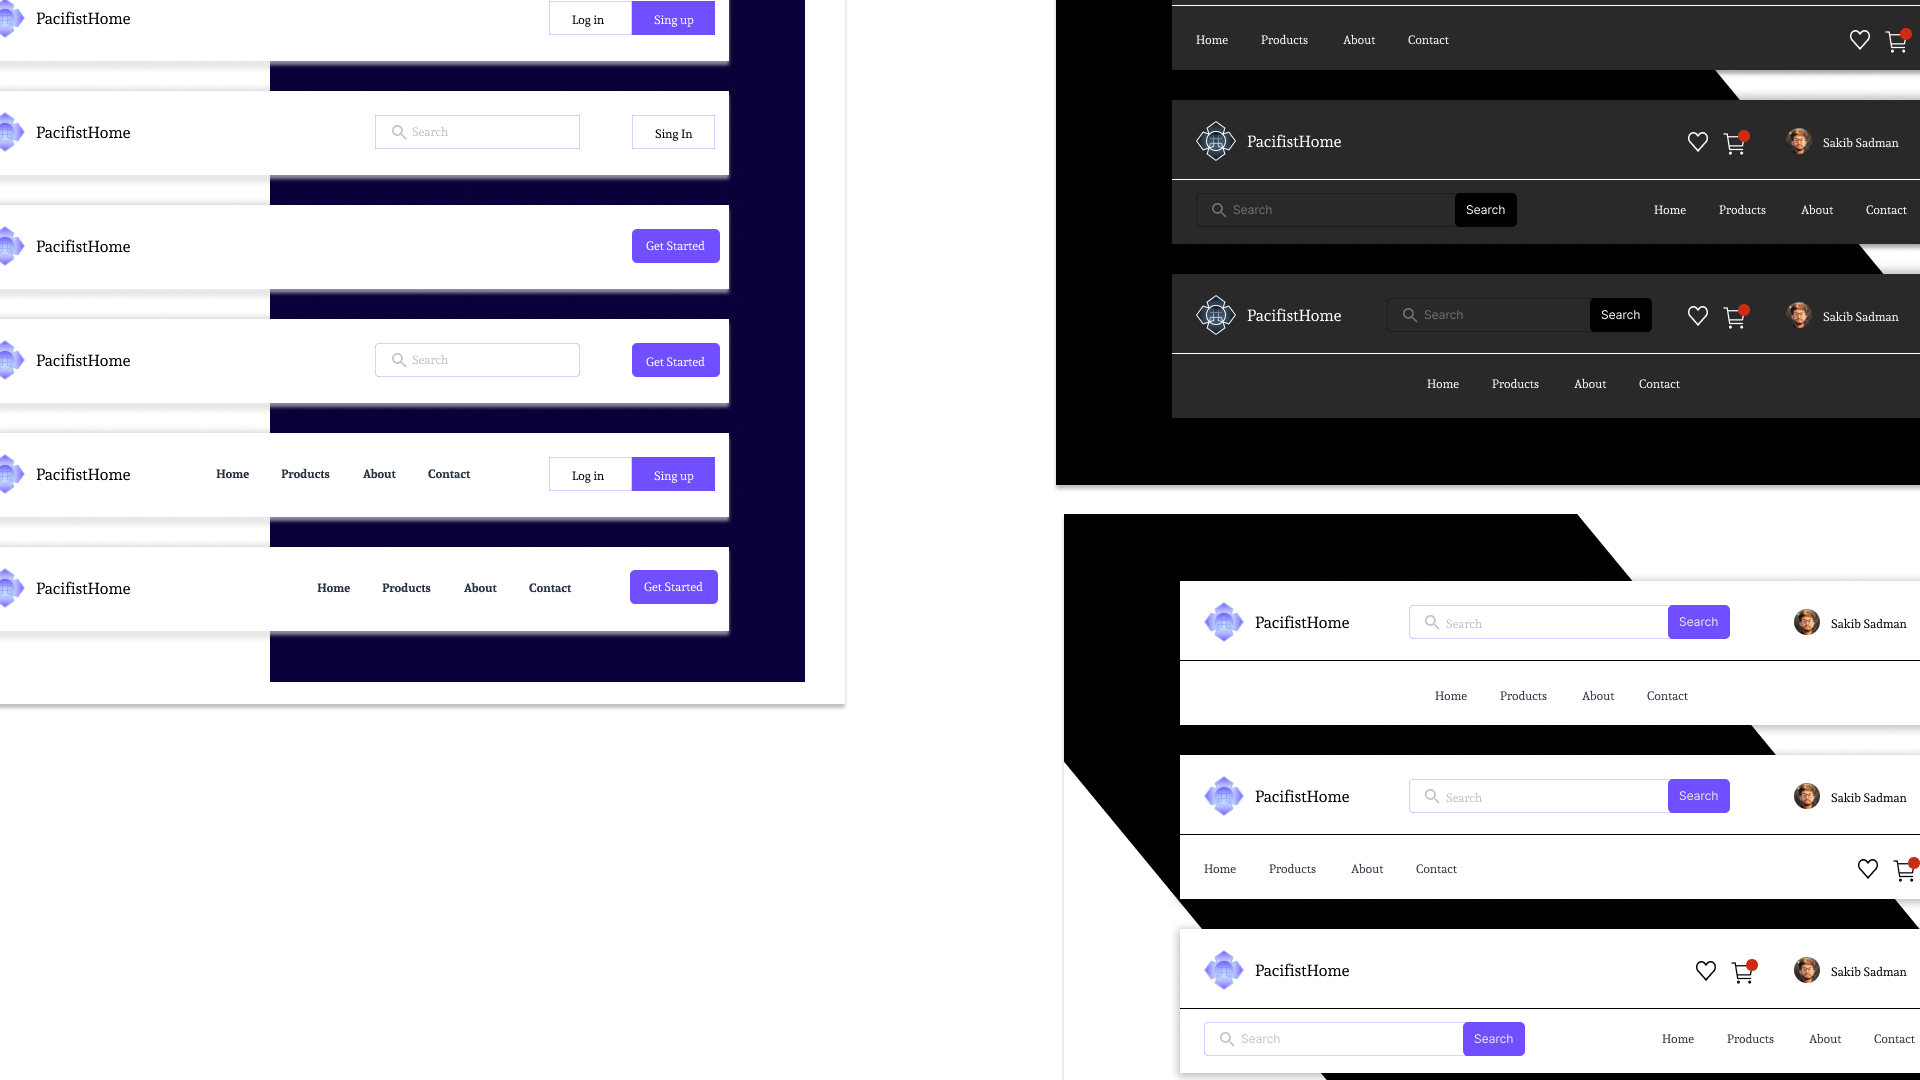 PacifistHome Log in Sing up
PacifistHome Search Sing In
PacifistHome Get Started
PacifistHome Search Get Started
PacifistHome Home Products About Contact Log in Sing up
PacifistHome Home Products About Contact Get Started
Home Products About Contact
PacifistHome Sakib Sadman
Search Search Home Products About Contact
PacifistHome Search Search Sakib Sadman
Home Products About Contact
PacifistHome Search Search Sakib Sadman
Home Products About Contact
PacifistHome Search Search Sakib Sadman
Home Products About Contact
PacifistHome Sakib Sadman
Search Search Home Products About Contact